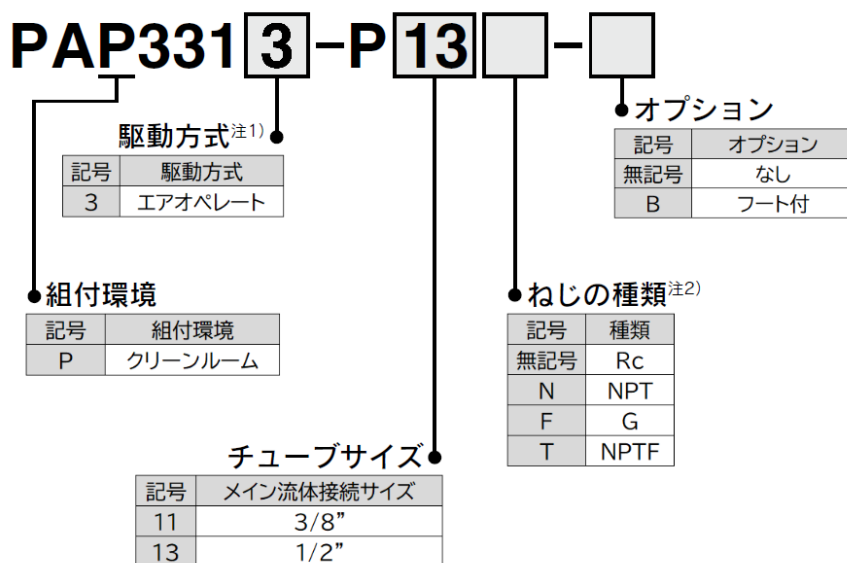 PAP331 3 -P 13 -
オプション
記号 オプション
無記号 なし
B フート付
駆動方式注1)
記号 駆動方式
3 エアオペレート
組付環境
記号 組付環境
P クリーンルーム
ねじの種類注2)
記号 種類
無記号 Rc
N NPT
F G
T NPTF
チューブサイズ
記号 メイン流体接続サイズ
11 3/8”
13 1/2”